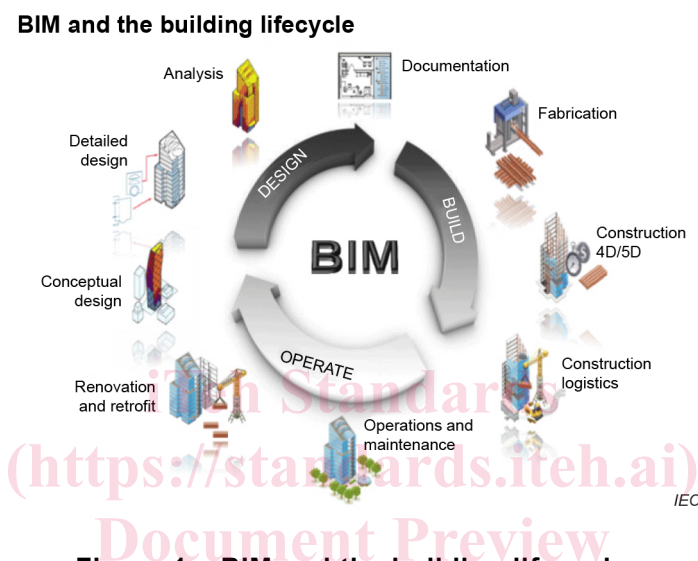 BIM and the building lifecycle
Analysis
Documentation
Fabrication
Detailed
design
DESIGN
BUILD
Construction
4D/5D
BIM
Conceptual
design
OPERATE
Construction
logistics
Renovation
and retrofit
iTeh Standards
Operations and
maintenance
(https://standards.iteh.ai)
IEC
Document Preview